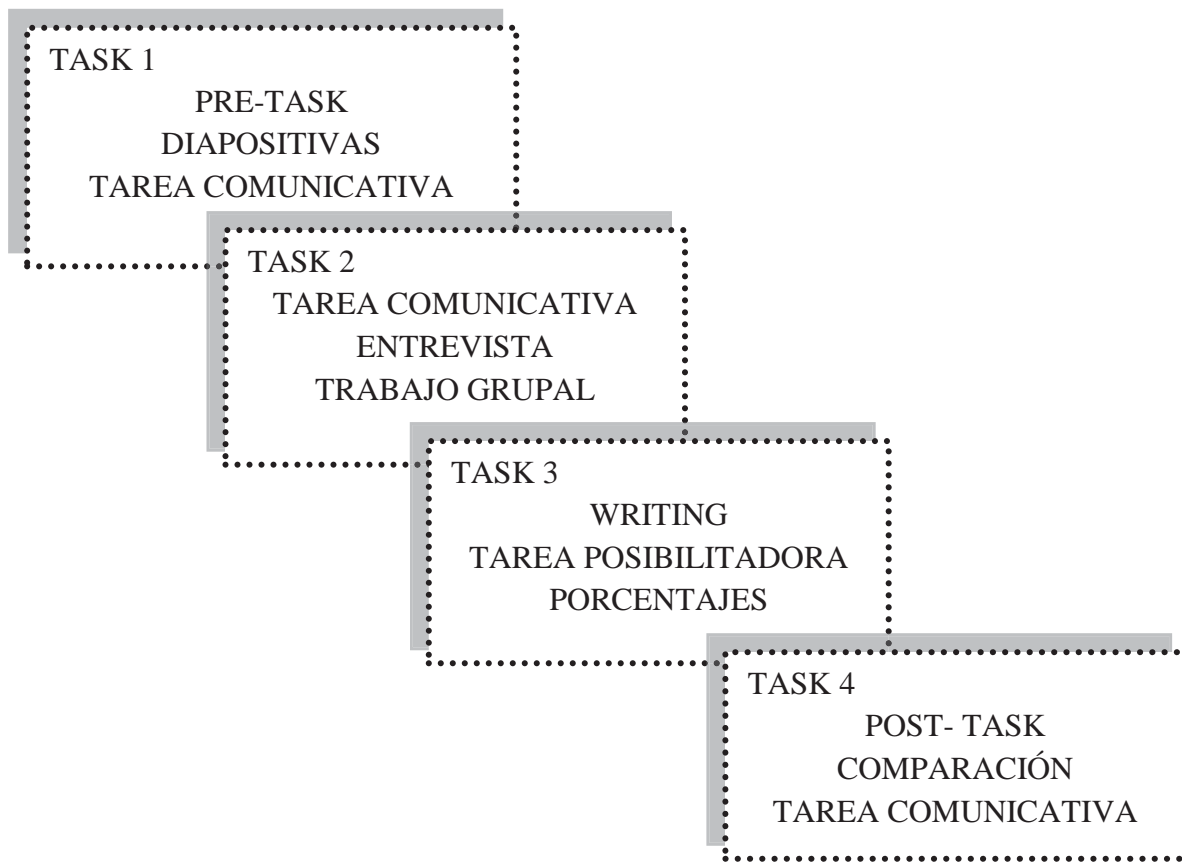 TASK 1
PRE-TASK
DIAPOSITIVAS
TAREA COMUNICATIVA
TASK 2
TAREA COMUNICATIVA
ENTREVISTA
TRABAJO GRUPAL
TASK 3
WRITING
TAREA POSIBILITADORA
PORCENTAJES
TASK 4
POST- TASK
COMPARACIÓN
TAREA COMUNICATIVA